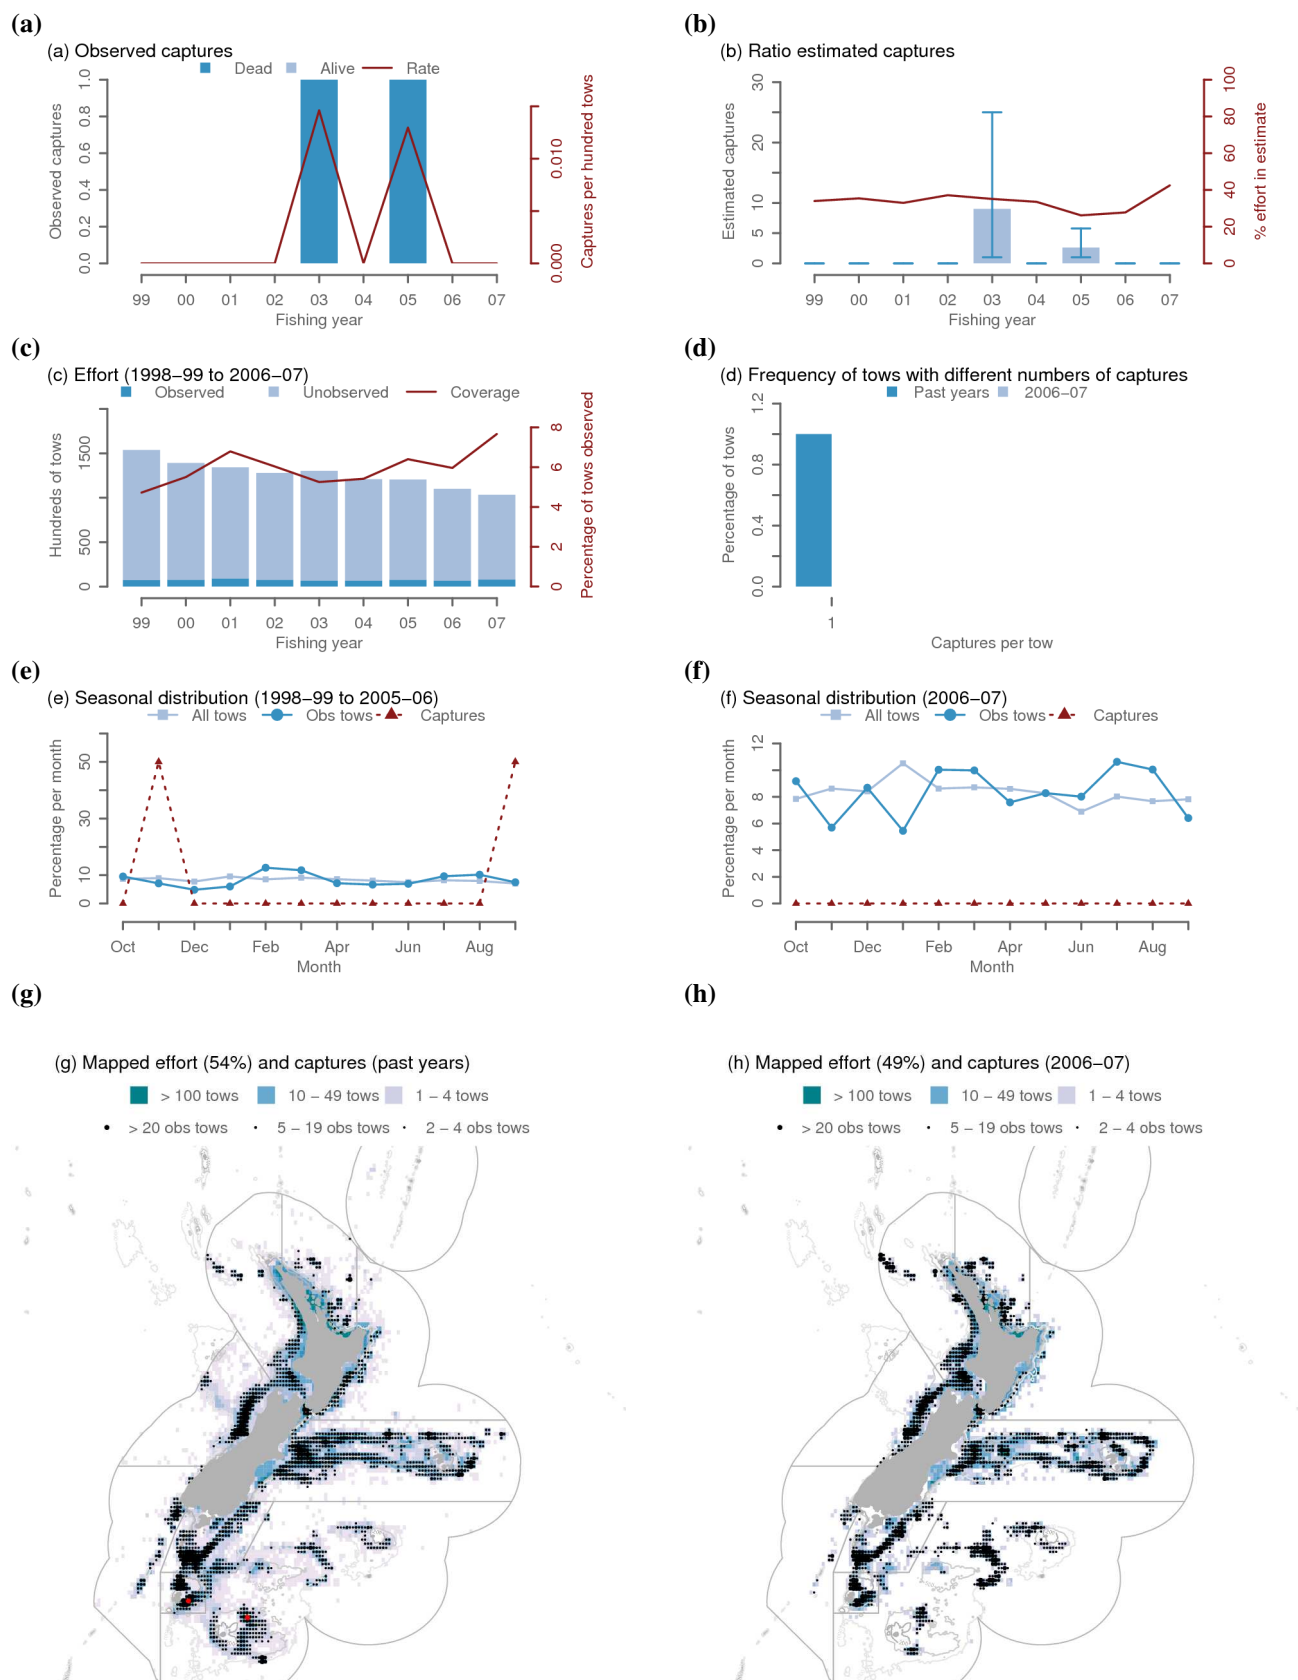 (a)
(a) Observed captures
Dead Alive Rate
Observed captures
0.0 0.2 0.4 0.6 0.8 1.0
0.000 0.010
Captures per hundred tows
99 00 01 02 03 04 05 06 07
Fishing year
(b)
(b) Ratio estimated captures
Estimated captures
0 5 10 20 30
0 20 40 60 80 100
% effort in estimate
99 00 01 02 03 04 05 06 07
Fishing year
(c)
(c) Effort (1998–99 to 2006–07)
Observed Unobserved Coverage
Hundreds of tows
0 500 1500
0 2 4 6 8
Percentage of tows observed
99 00 01 02 03 04 05 06 07
Fishing year
(d)
(d) Frequency of tows with different numbers of captures
Past years 2006–07
Percentage of tows
0.0 0.4 0.8 1.2
1
Captures per tow
(e)
(e) Seasonal distribution (1998–99 to 2005–06)
All tows Obs tows Captures
Percentage per month
0 10 30 50
Oct Dec Feb Apr Jun Aug
Month
(f)
(f) Seasonal distribution (2006–07)
All tows Obs tows Captures
Percentage per month
0 2 4 6 8 12
Oct Dec Feb Apr Jun Aug
Month
(g)
(g) Mapped effort (54%) and captures (past years)
> 100 tows 10 – 49 tows 1 – 4 tows
> 20 obs tows 5 – 19 obs tows 2 – 4 obs tows
(h)
(h) Mapped effort (49%) and captures (2006–07)
> 100 tows 10 – 49 tows 1 – 4 tows
> 20 obs tows 5 – 19 obs tows 2 – 4 obs tows